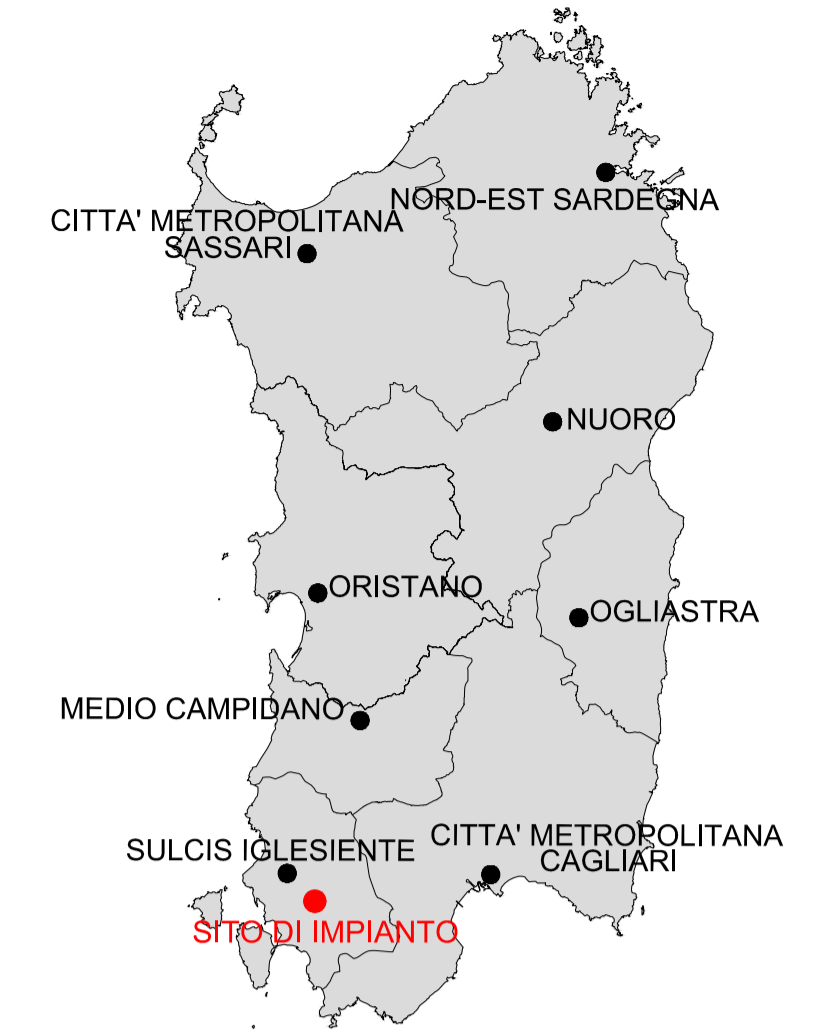 NORD-EST SARDEGNA
CITTA' METROPOLITANA
SASSARI
NUORO
ORISTANO
OGLIASTRA
MEDIO CAMPIDANO
CITTA' METROPOLITANA
CAGLIARI
SULCIS IGLESIENTE
SITO DI IMPIANTO